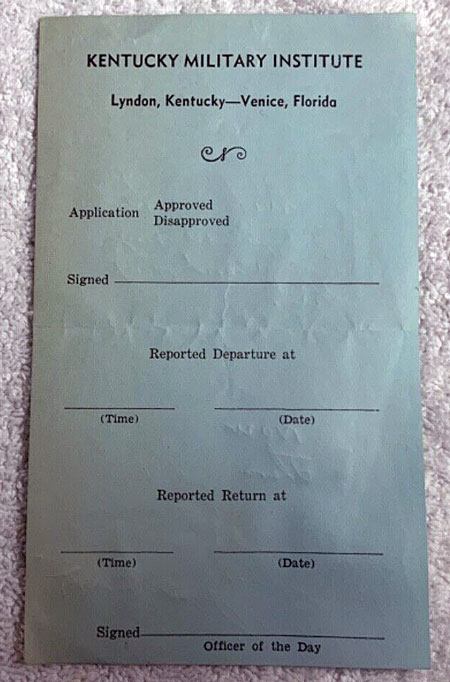 KENTUCKY MILITARY INSTITUTE
Lyndon, Kentucky—Venice, Florida
Application Approved
Disapproved
Signed
Reported Departure at
(Time) (Date)
Reported Return at
(Time) (Date)
Signed
Officer of the Day